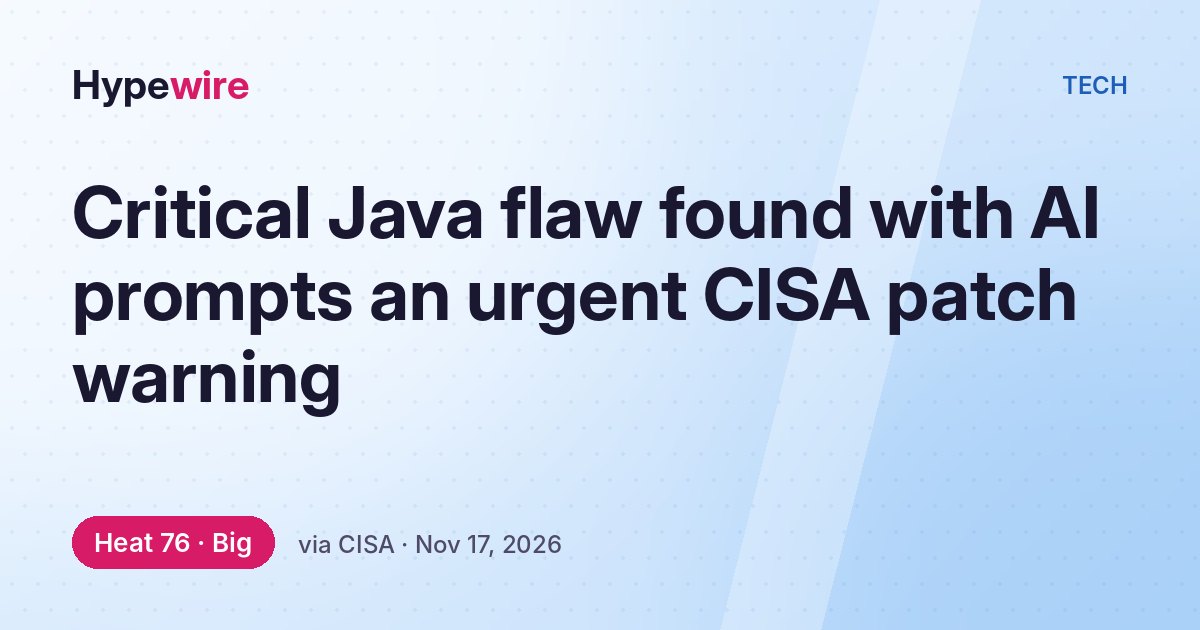 Hypewire
TECH
Critical Java flaw found with AI
prompts an urgent CISA patch
warning
Heat 76 · Big
via CISA · Nov 17, 2026